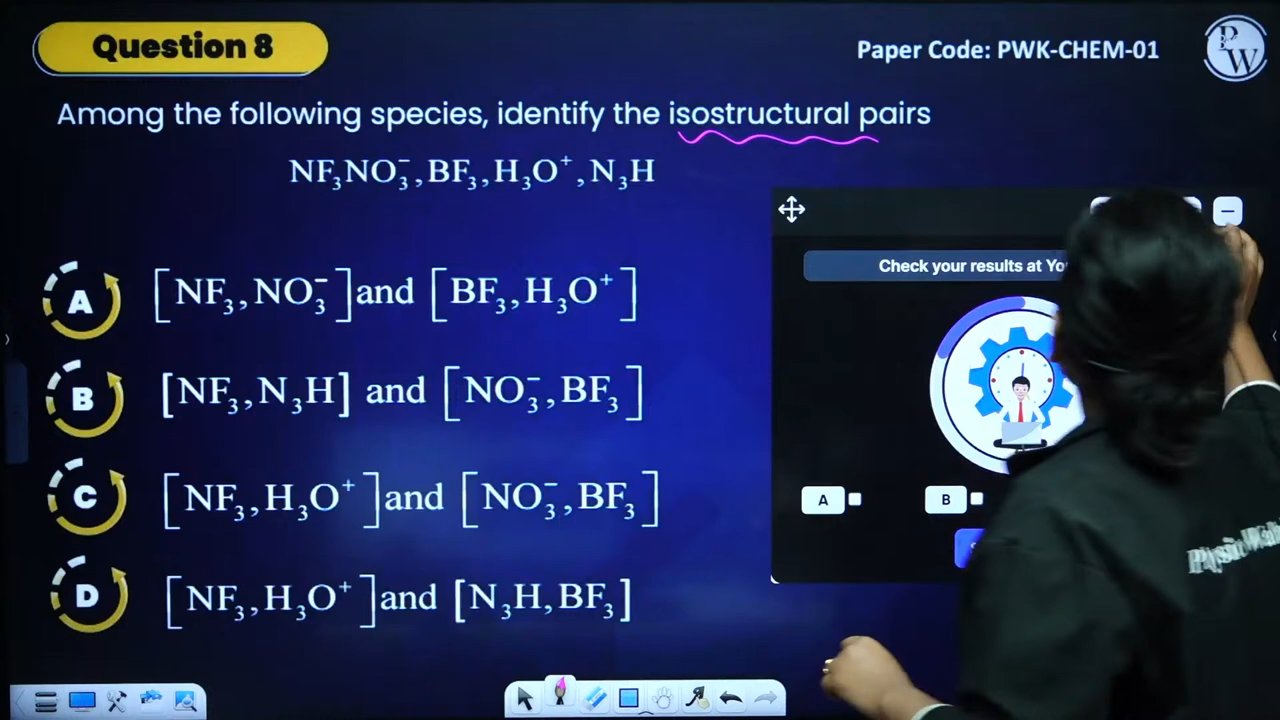 Question 8
Paper Code: PWK-CHEM-01
PW
Among the following species, identify the isostructural pairs
NF₃NO₃⁻, BF₃, H₃O⁺, N₃H
A [NF₃, NO₃⁻] and [BF₃, H₃O⁺]
B [NF₃, N₃H] and [NO₃⁻, BF₃]
C [NF₃, H₃O⁺] and [NO₃⁻, BF₃]
D [NF₃, H₃O⁺] and [N₃H, BF₃]
Check your results at
A
B